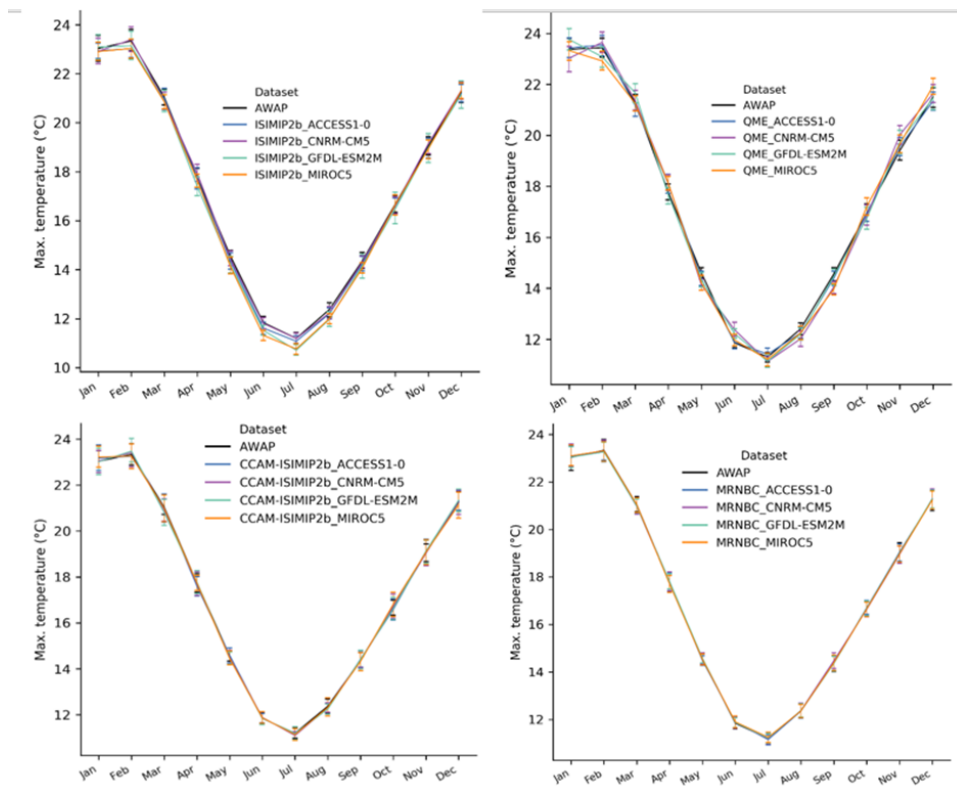 24
22
20
18
16
14
12
10
Max. temperature (°C)
Dataset
AWAP
ISIMIP2b_ACCESS1-0
ISIMIP2b_CNRM-CM5
ISIMIP2b_GFDL-ESM2M
ISIMIP2b_MIROC5
Jan
Feb
Mar
Apr
May
Jun
Jul
Aug
Sep
Oct
Nov
Dec
24
22
20
18
16
14
12
Max. temperature (°C)
Dataset
AWAP
QME_ACCESS1-0
QME_CNRM-CM5
QME_GFDL-ESM2M
QME_MIROC5
Jan
Feb
Mar
Apr
May
Jun
Jul
Aug
Sep
Oct
Nov
Dec
24
22
20
18
16
14
12
Max. temperature (°C)
Dataset
AWAP
CCAM-ISIMIP2b_ACCESS1-0
CCAM-ISIMIP2b_CNRM-CM5
CCAM-ISIMIP2b_GFDL-ESM2M
CCAM-ISIMIP2b_MIROC5
Jan
Feb
Mar
Apr
May
Jun
Jul
Aug
Sep
Oct
Nov
Dec
24
22
20
18
16
14
12
Max. temperature (°C)
Dataset
AWAP
MRNBC_ACCESS1-0
MRNBC_CNRM-CM5
MRNBC_GFDL-ESM2M
MRNBC_MIROC5
Jan
Feb
Mar
Apr
May
Jun
Jul
Aug
Sep
Oct
Nov
Dec